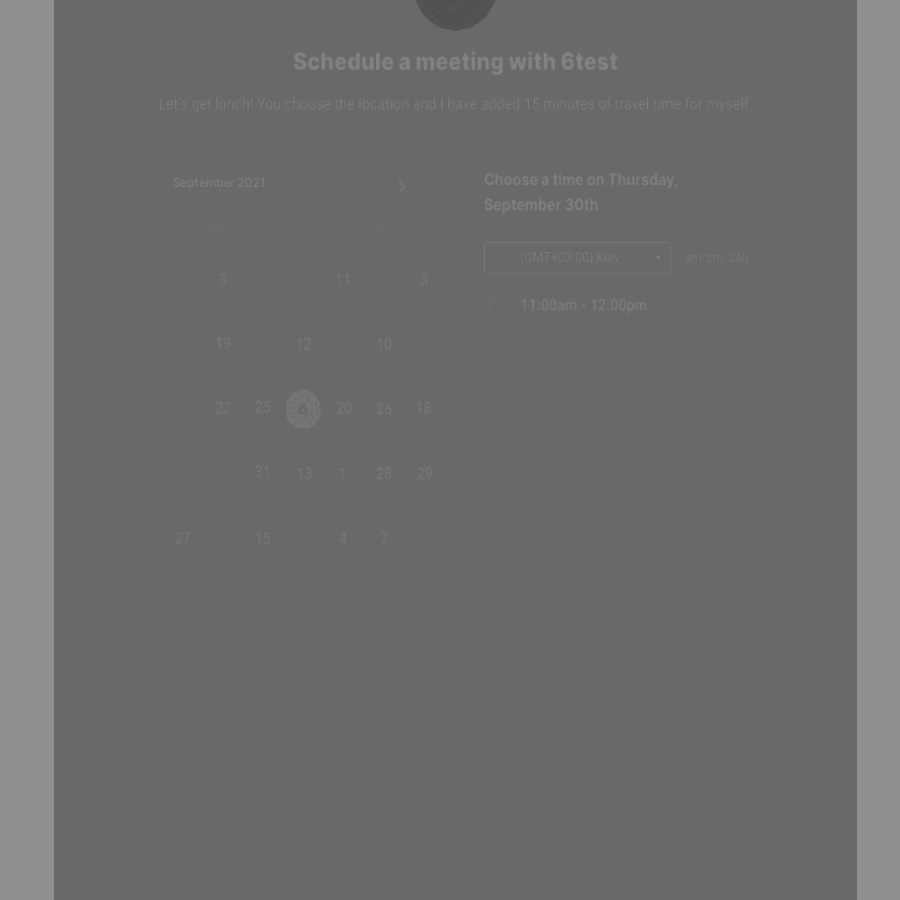 Schedule a meeting with 6test
Let's get lunch! You choose the location and I have added 15 minutes of travel time for myself.
September 2021
8 11 3
19 12 10
22 25 6 20 26 18
31 13 1 28 29
27 15 4 7
Choose a time on Thursday,
September 30th
(GMT+03:00) Kiev am/pm 24h
11:00am - 12:00pm